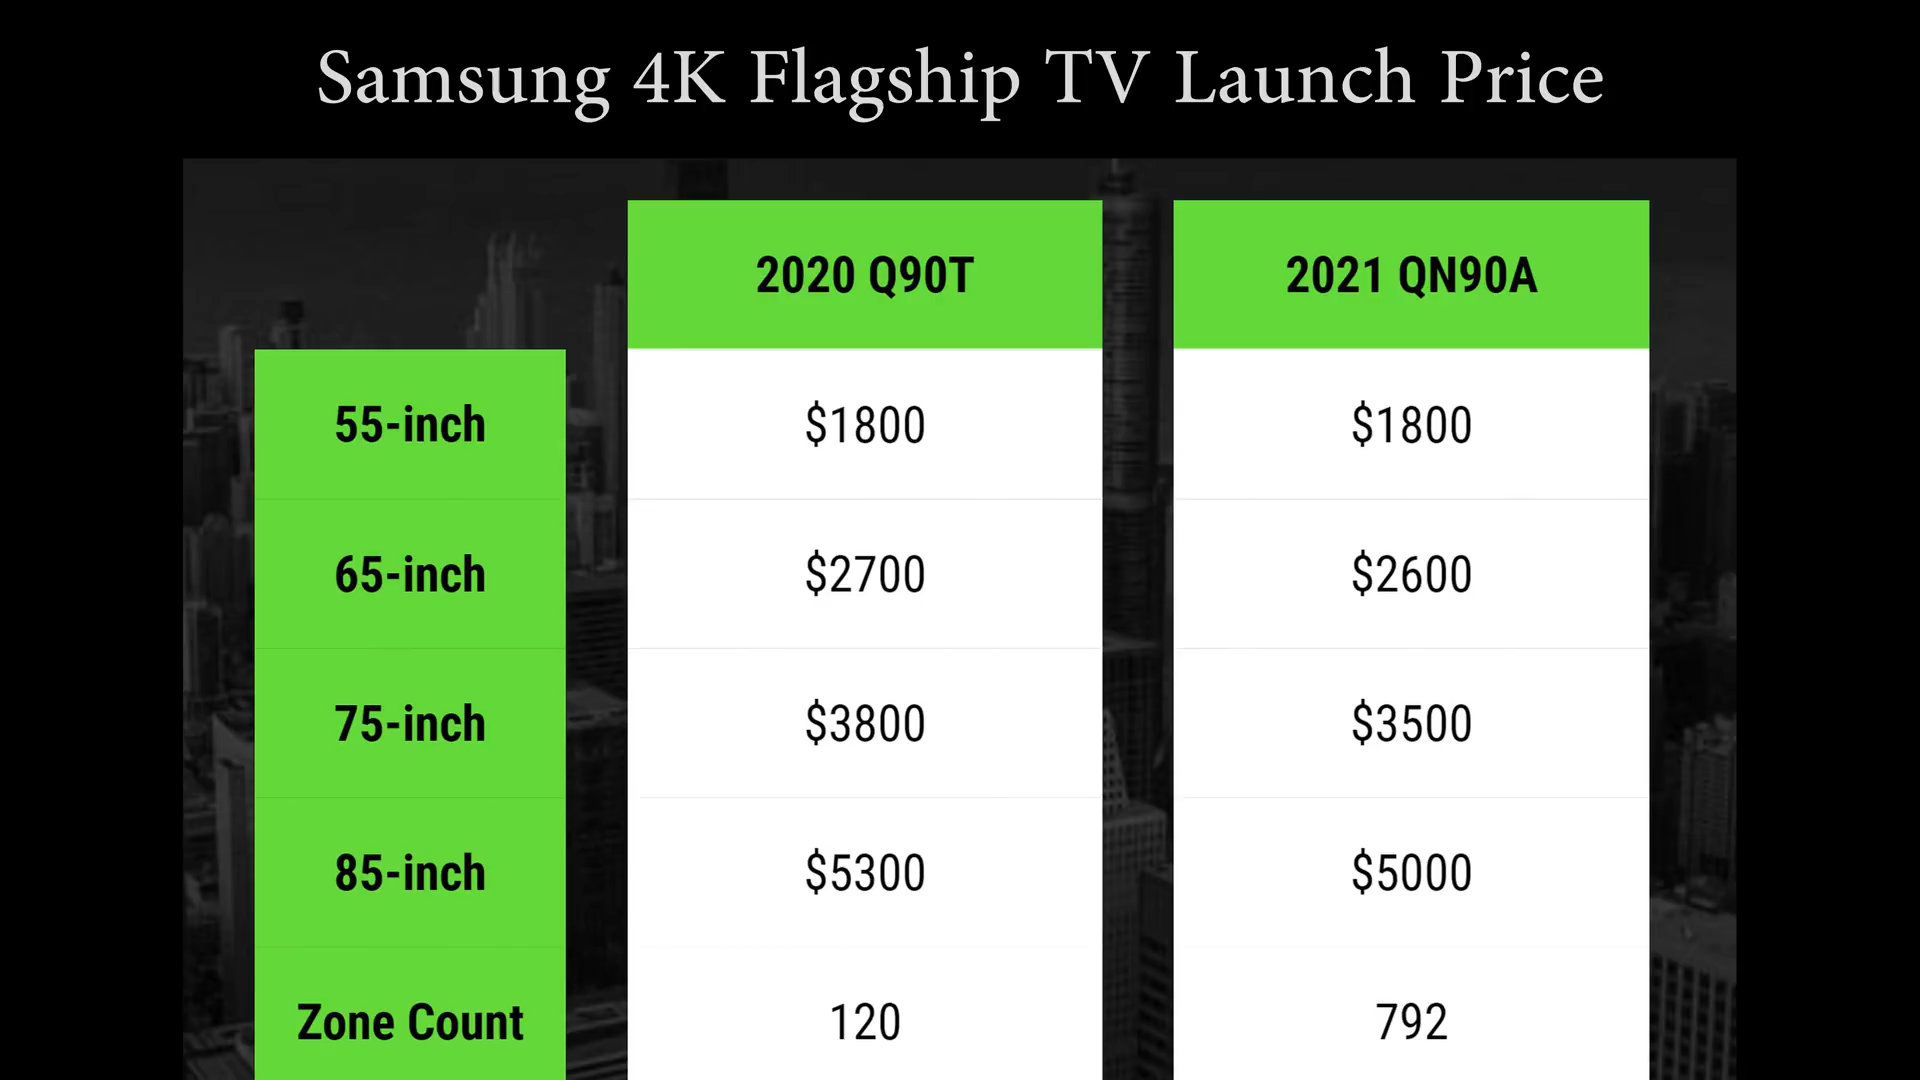 Samsung 4K Flagship TV Launch Price
2020 Q90T 2021 QN90A
55-inch $1800 $1800
65-inch $2700 $2600
75-inch $3800 $3500
85-inch $5300 $5000
Zone Count 120 792